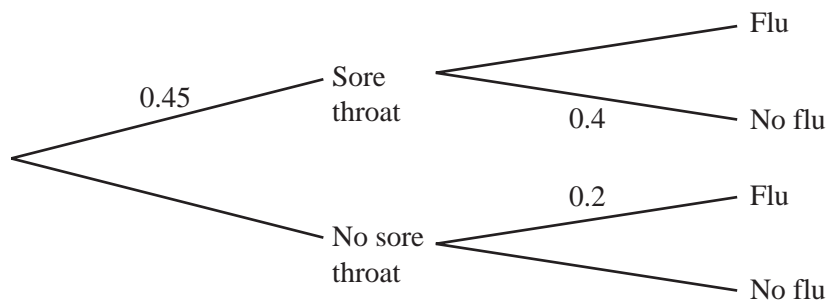 Flu
0.45
Sore
throat
0.4
No flu
0.2
Flu
No sore
throat
No flu